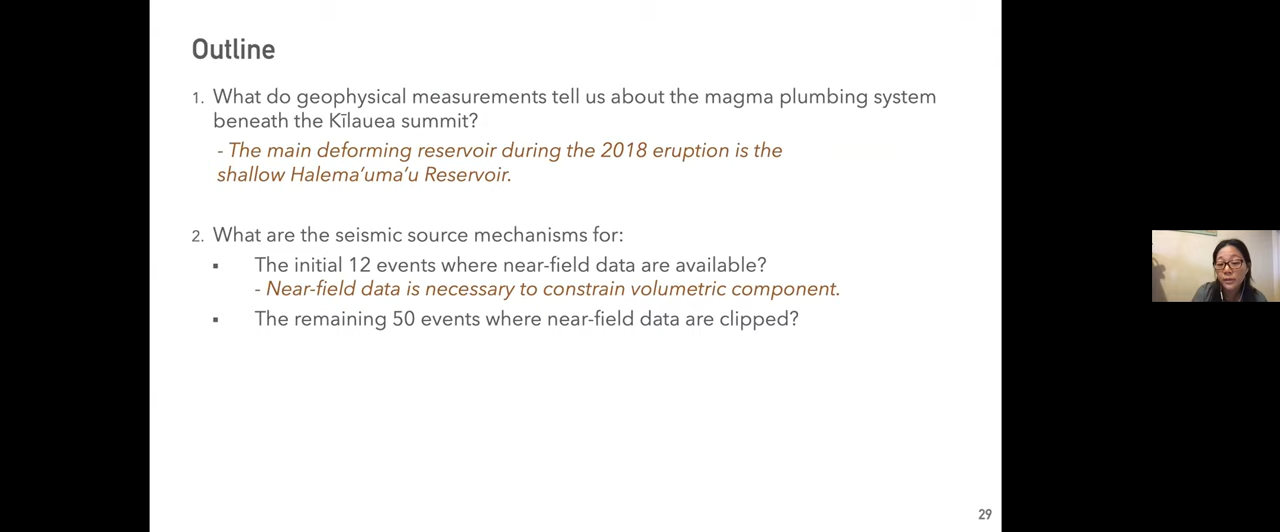 Outline
1. What do geophysical measurements tell us about the magma plumbing system
beneath the Kīlauea summit?
- The main deforming reservoir during the 2018 eruption is the
shallow Halema’uma’u Reservoir.
2. What are the seismic source mechanisms for:
▪ The initial 12 events where near-field data are available?
- Near-field data is necessary to constrain volumetric component.
▪ The remaining 50 events where near-field data are clipped?
29